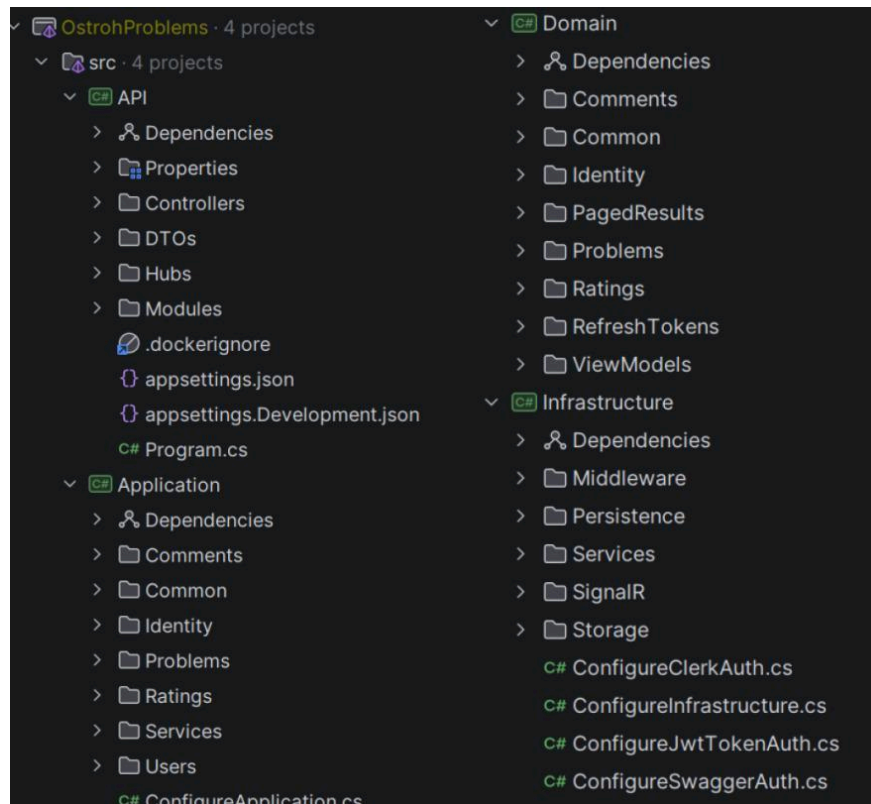 OstrohProblems · 4 projects
src · 4 projects
C# API
Dependencies
Properties
Controllers
DTOs
Hubs
Modules
.dockerignore
{} appsettings.json
{} appsettings.Development.json
C# Program.cs
C# Application
Dependencies
Comments
Common
Identity
Problems
Ratings
Services
Users
C# ConfigureApplication.cs
C# Domain
Dependencies
Comments
Common
Identity
PagedResults
Problems
Ratings
RefreshTokens
ViewModels
C# Infrastructure
Dependencies
Middleware
Persistence
Services
SignalR
Storage
C# ConfigureClerkAuth.cs
C# ConfigureInfrastructure.cs
C# ConfigureJwtTokenAuth.cs
C# ConfigureSwaggerAuth.cs